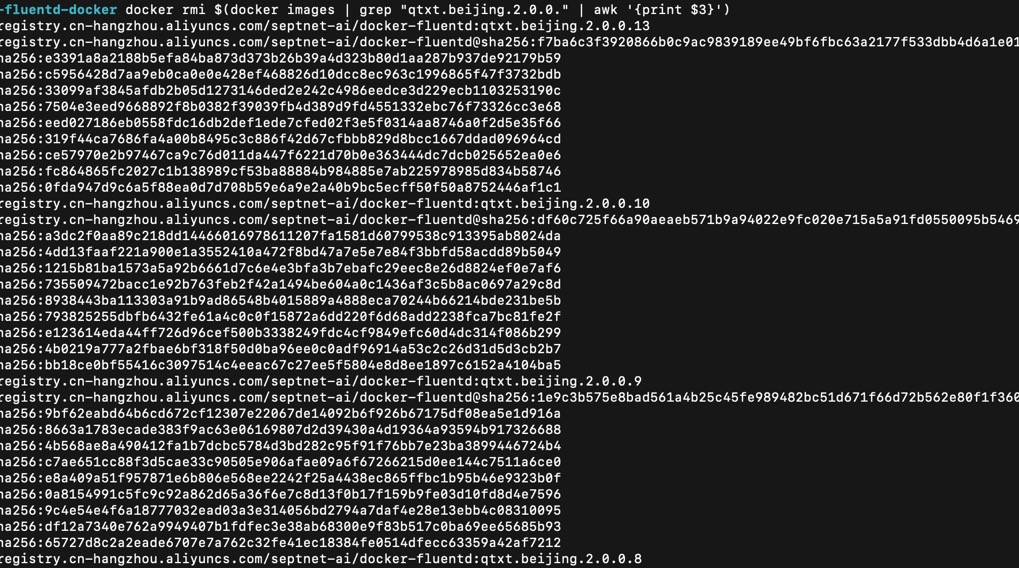 -fluentd-docker docker rmi $(docker images | grep "qtxt.beijing.2.0.0." | awk '{print $3}')
registry.cn-hangzhou.aliyuncs.com/septnet-ai/docker-fluentd:qtxt.beijing.2.0.0.13
registry.cn-hangzhou.aliyuncs.com/septnet-ai/docker-fluentd@sha256:f7ba6c3f3920866b0c9ac9839189ee49bf6fbc63a2177f533dbb4d6a1e01
ha256:e3391a8a2188b5efa84ba873d373b26b39a4d323b80d1aa287b937de92179b59
ha256:c5956428d7aa9eb0ca0e0e428ef468826d10dcc8ec963c1996865f47f3732bdb
ha256:33099af3845afdb2b05d1273146ded2e242c4986eedce3d229ecb1103253190c
ha256:7504e3eed9668892f8b0382f39039fb4d389d9fd4551332ebc76f73326cc3e68
ha256:eed027186eb0558fdc16db2def1ede7cfed02f3e5f0314aa8746a0f2d5e35f66
ha256:319f44ca7686fa4a00b8495c3c886f42d67cfbbb829d8bcc1667ddad096964cd
ha256:ce57970e2b97467ca9c76d011da447f6221d70b0e363444dc7dcb025652ea0e6
ha256:fc864865fc2027c1b138989cf53ba88884b984885e7ab225978985d834b58746
ha256:0fda947d9c6a5f88ea0d7d708b59e6a9e2a40b9bc5ecff50f50a8752446af1c1
registry.cn-hangzhou.aliyuncs.com/septnet-ai/docker-fluentd:qtxt.beijing.2.0.0.10
registry.cn-hangzhou.aliyuncs.com/septnet-ai/docker-fluentd@sha256:df60c725f66a90aeaeb571b9a94022e9fc020e715a5a91fd0550095b5469
ha256:a3dc2f0aa89c218dd14466016978611207fa1581d60799538c913395ab8024da
ha256:4dd13faaf221a900e1a3552410a472f8bd47a7e5e7e84f3bbfd58acdd89b5049
ha256:1215b81ba1573a5a92b6661d7c6e4e3bfa3b7ebafc29eec8e26d8824ef0e7af6
ha256:735509472bacc1e92b763feb2f42a1494be604a0c1436af3c5b8ac0697a29c8d
ha256:8938443ba113303a91b9ad86548b4015889a4888eca70244b66214bde231be5b
ha256:793825255dbfb6432fe61a4c0c0f15872a6dd220f6d68add2238fca7bc81fe2f
ha256:e123614eda44ff726d96cef500b3338249fdc4cf9849efc60d4dc314f086b299
ha256:4b0219a777a2fbae6bf318f50d0ba96ee0c0adf96914a53c2c26d31d5d3cb2b7
ha256:bb18ce0bf55416c3097514c4eeac67c27ee5f5804e8d8ee1897c6152a4104ba5
registry.cn-hangzhou.aliyuncs.com/septnet-ai/docker-fluentd:qtxt.beijing.2.0.0.9
registry.cn-hangzhou.aliyuncs.com/septnet-ai/docker-fluentd@sha256:1e9c3b575e8bad561a4b25c45fe989482bc51d671f66d72b562e80f1f360
ha256:9bf62eabd64b6cd672cf12307e22067de14092b6f926b67175df08ea5e1d916a
ha256:8663a1783ecade383f9ac63e06169807d2d39430a4d19364a93594b917326688
ha256:4b568ae8a490412fa1b7dcbc5784d3bd282c95f91f76bb7e23ba3899446724b4
ha256:c7ae651cc88f3d5cae33c90505e906afae09a6f67266215d0ee144c7511a6ce0
ha256:e8a409a51f957871e6b806e568ee2242f25a4438ec865ffbc1b95b46e9323b0f
ha256:0a8154991c5fc9c92a862d65a36f6e7c8d13f0b17f159b9fe03d10fd8d4e7596
ha256:9c4e54e4f6a18777032ead03a3e314056bd2794a7daf4e28e13ebb4c08310095
ha256:df12a7340e762a9949407b1fdfec3e38ab68300e9f83b517c0ba69ee65685b93
ha256:65727d8c2a2eade6707e7a762c32fe41ec18384fe0514dfecc63359a42af7212
registry.cn-hangzhou.aliyuncs.com/septnet-ai/docker-fluentd:qtxt.beijing.2.0.0.8